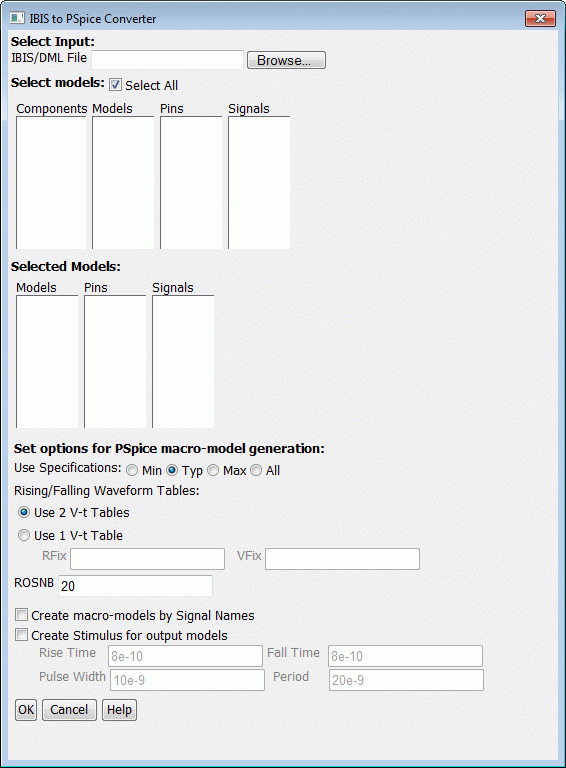 IBIS to PSpice Converter
Select Input:
IBIS/DML File Browse...
Select models: Select All
Components Models Pins Signals
Selected Models:
Models Pins Signals
Set options for PSpice macro-model generation:
Use Specifications: Min Typ Max All
Rising/Falling Waveform Tables:
Use 2 V-t Tables
Use 1 V-t Table
RFix VFix
ROSNB 20
Create macro-models by Signal Names
Create Stimulus for output models
Rise Time 8e-10 Fall Time 8e-10
Pulse Width 10e-9 Period 20e-9
OK Cancel Help